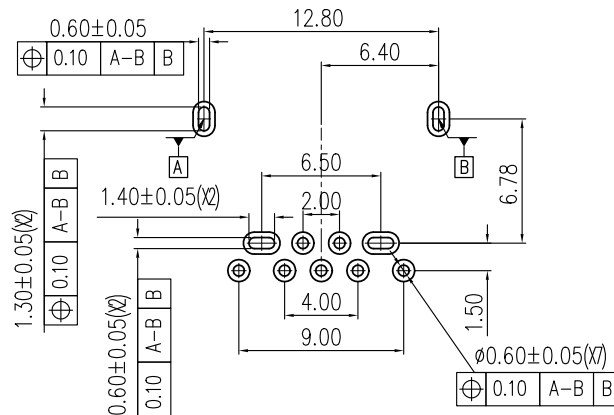 12.80
0.60±0.05
⌖ 0.10 A-B B
6.40
A
B
6.50
6.78
1.40±0.05(X2)
2.00
1.30±0.05(X2)
⌖ 0.10 A-B B
0.60±0.05(X2)
0.10 A-B B
4.00
1.50
9.00
Ø0.60±0.05(X7)
⌖ 0.10 A-B B